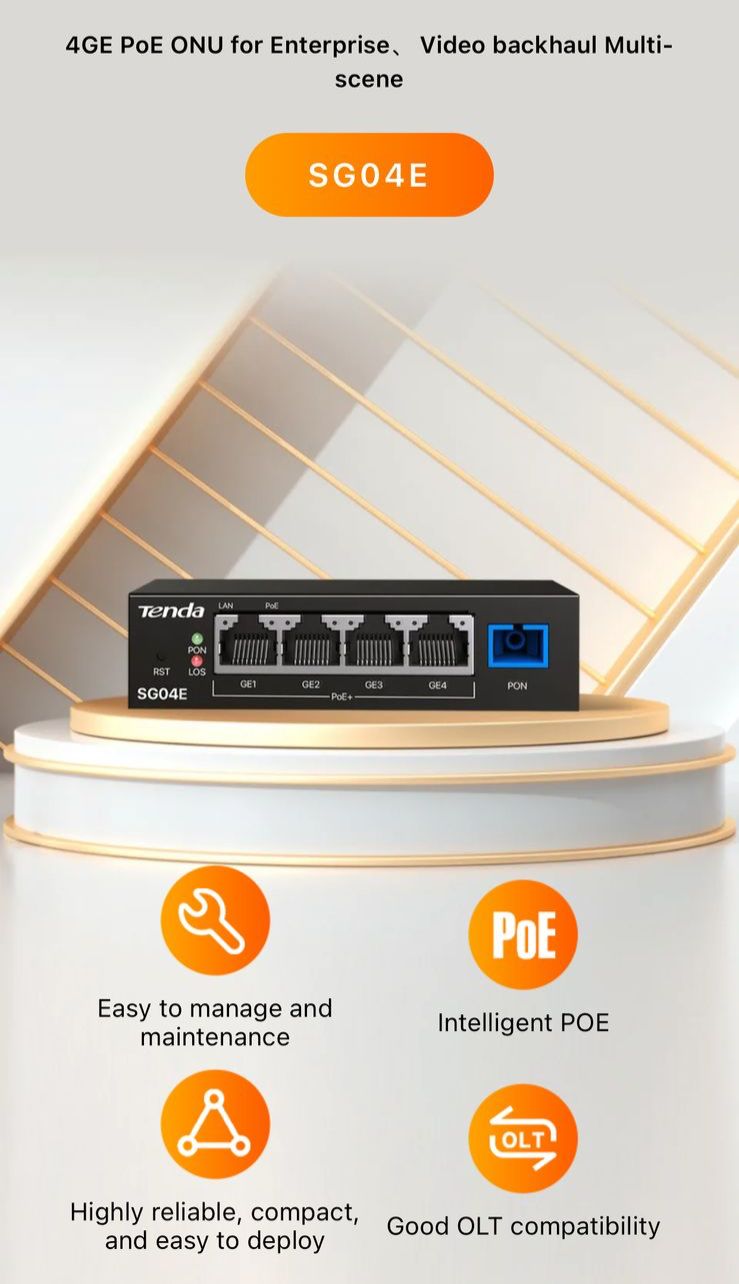 4GE PoE ONU for Enterprise、 Video backhaul Multi-
scene
SG04E
Tenda
LAN PoE
PON
RST LOS
SG04E
GE1 GE2 GE3 GE4
PoE+
PON
PoE
Easy to manage and
maintenance
Intelligent POE
OLT
Highly reliable, compact,
and easy to deploy
Good OLT compatibility